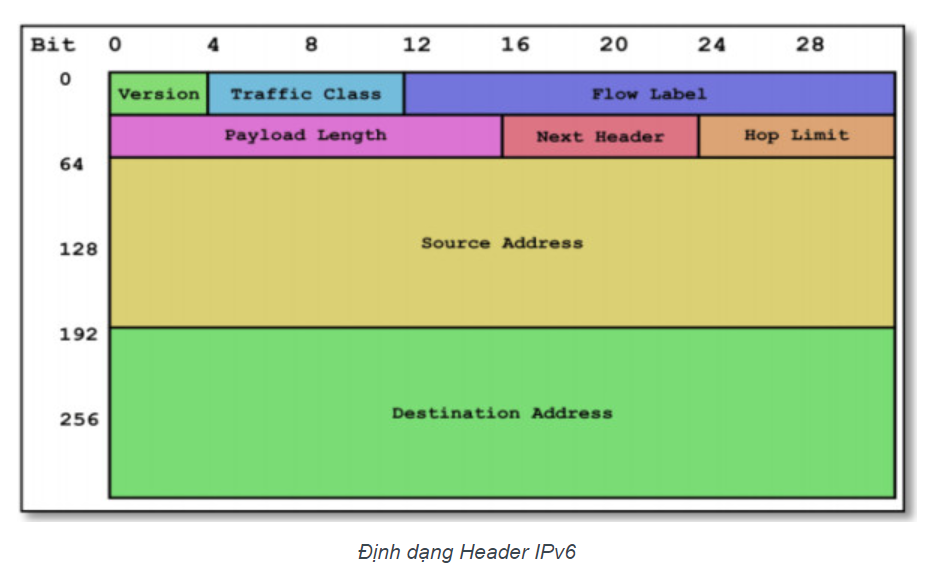 Bit 0 4 8 12 16 20 24 28
0 Version Traffic Class Flow Label
Payload Length Next Header Hop Limit
64
128 Source Address
192
256 Destination Address
Định dạng Header IPv6